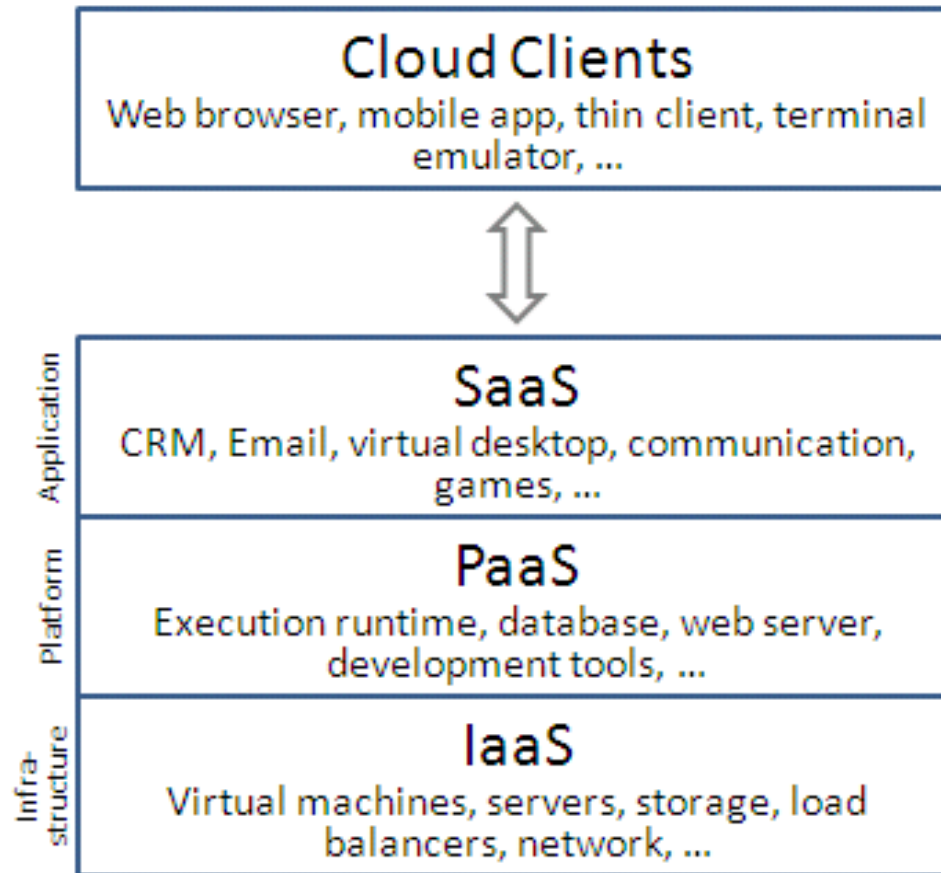 Cloud Clients
Web browser, mobile app, thin client, terminal
emulator, ...
Application
SaaS
CRM, Email, virtual desktop, communication,
games, ...
Platform
PaaS
Execution runtime, database, web server,
development tools, ...
Infra-
structure
IaaS
Virtual machines, servers, storage, load
balancers, network, ...